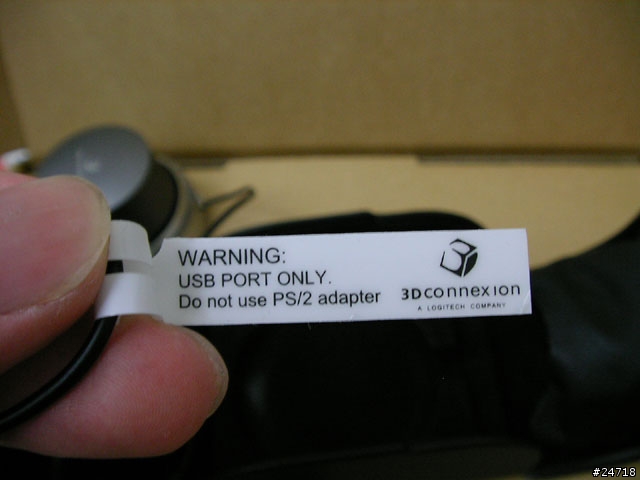 WARNING:
USB PORT ONLY.
Do not use PS/2 adapter
3Dconnexion
A LOGITECH COMPANY
#24718